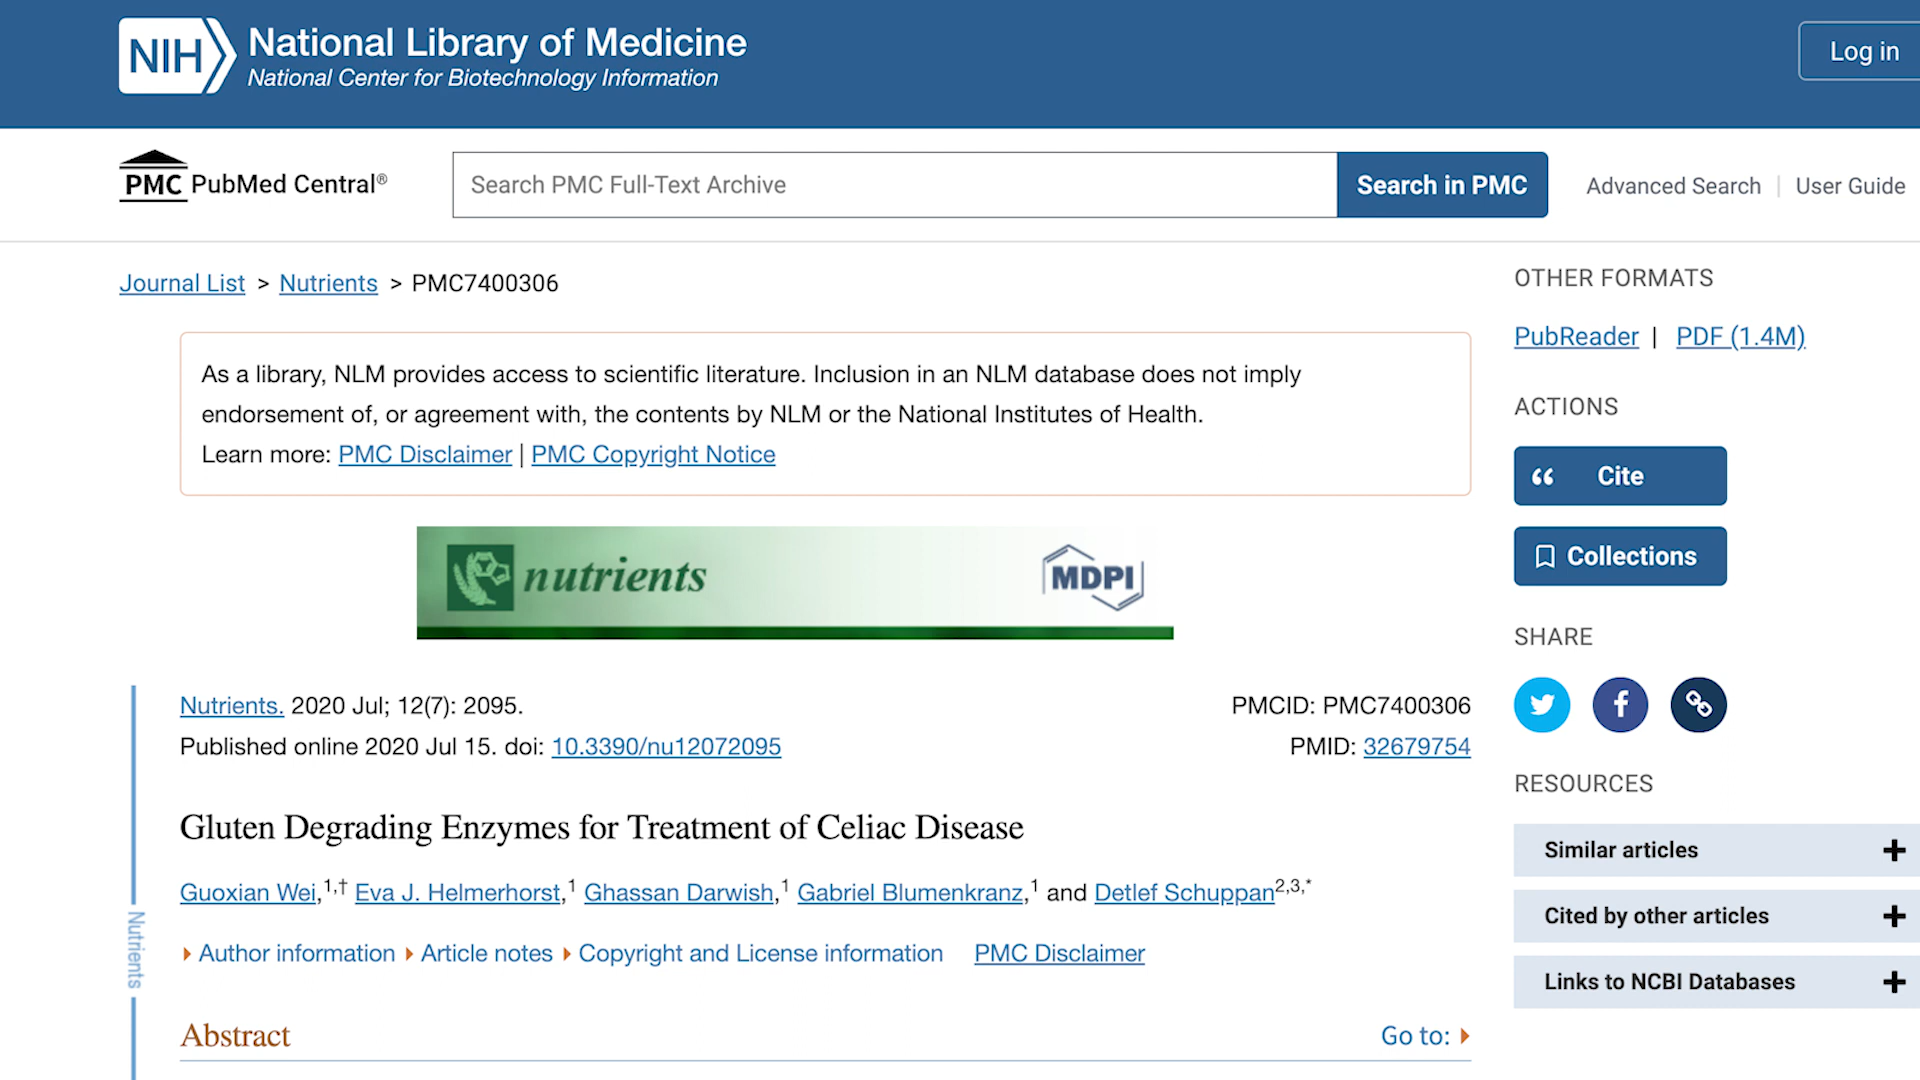 NIH National Library of Medicine
National Center for Biotechnology Information
Log in
PMC PubMed Central®
Search PMC Full-Text Archive
Search in PMC
Advanced Search | User Guide
Journal List > Nutrients > PMC7400306
As a library, NLM provides access to scientific literature. Inclusion in an NLM database does not imply
endorsement of, or agreement with, the contents by NLM or the National Institutes of Health.
Learn more: PMC Disclaimer | PMC Copyright Notice
nutrients
MDPI
Nutrients. 2020 Jul; 12(7): 2095.
Published online 2020 Jul 15. doi: 10.3390/nu12072095
PMCID: PMC7400306
PMID: 32679754
Gluten Degrading Enzymes for Treatment of Celiac Disease
Guoxian Wei,1,† Eva J. Helmerhorst,1 Ghassan Darwish,1 Gabriel Blumenkranz,1 and Detlef Schuppan2,3,*
Author information Article notes Copyright and License information PMC Disclaimer
Abstract
Go to:
Nutrients
OTHER FORMATS
PubReader | PDF (1.4M)
ACTIONS
Cite
Collections
SHARE
RESOURCES
Similar articles
Cited by other articles
Links to NCBI Databases